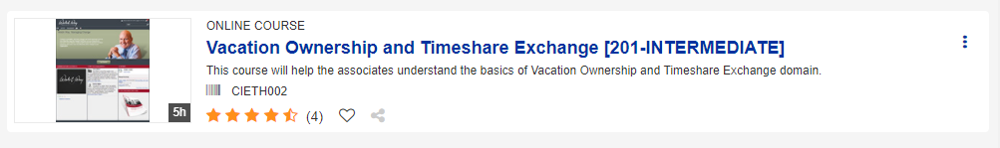 ONLINE COURSE
Vacation Ownership and Timeshare Exchange [201-INTERMEDIATE]
This course will help the associates understand the basics of Vacation Ownership and Timeshare Exchange domain.
CIETH002
5h
(4)